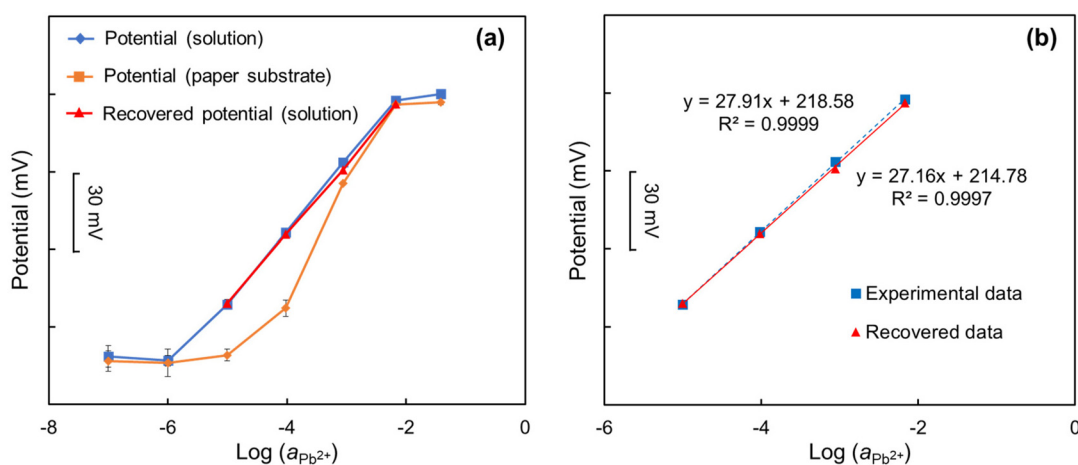 (a)
Potential (solution)
Potential (paper substrate)
Recovered potential (solution)
Potential (mV)
30 mV
-8
-6
-4
-2
0
Log (aPb²⁺)
(b)
y = 27.91x + 218.58
R² = 0.9999
y = 27.16x + 214.78
R² = 0.9997
Potential (mV)
30 mV
Experimental data
Recovered data
-6
-4
-2
0
Log (aPb²⁺)